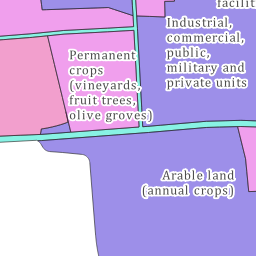 facilit
Industrial,
commercial,
public,
military and
private units
Permanent
crops
(vineyards,
fruit trees,
olive groves)
Arable land
(annual crops)